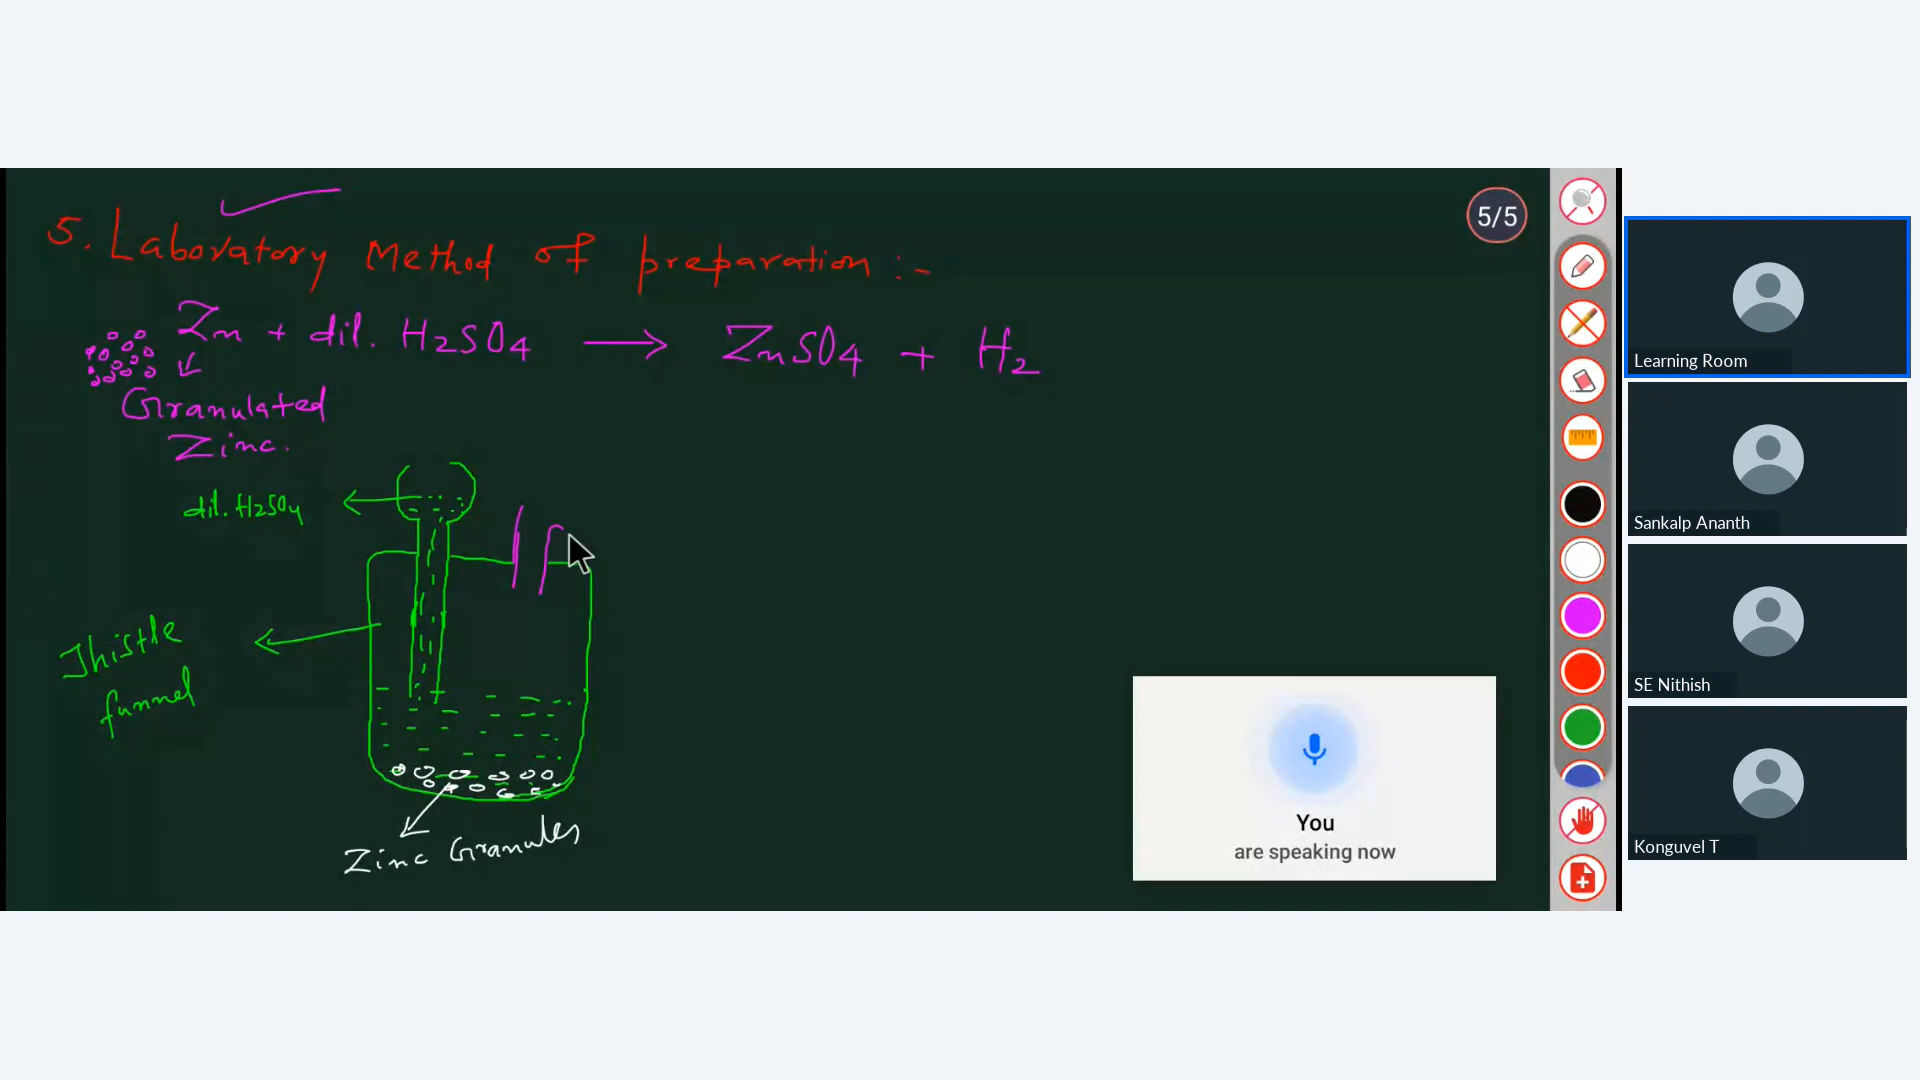 5. Laboratory Method of preparation :-
5/5
Zn + dil. H2SO4 → ZnSO4 + H2
Granulated
Zinc.
dil. H2SO4
Thistle
funnel
Zinc Granules
You
are speaking now
Learning Room
Sankalp Ananth
SE Nithish
Konguvel T